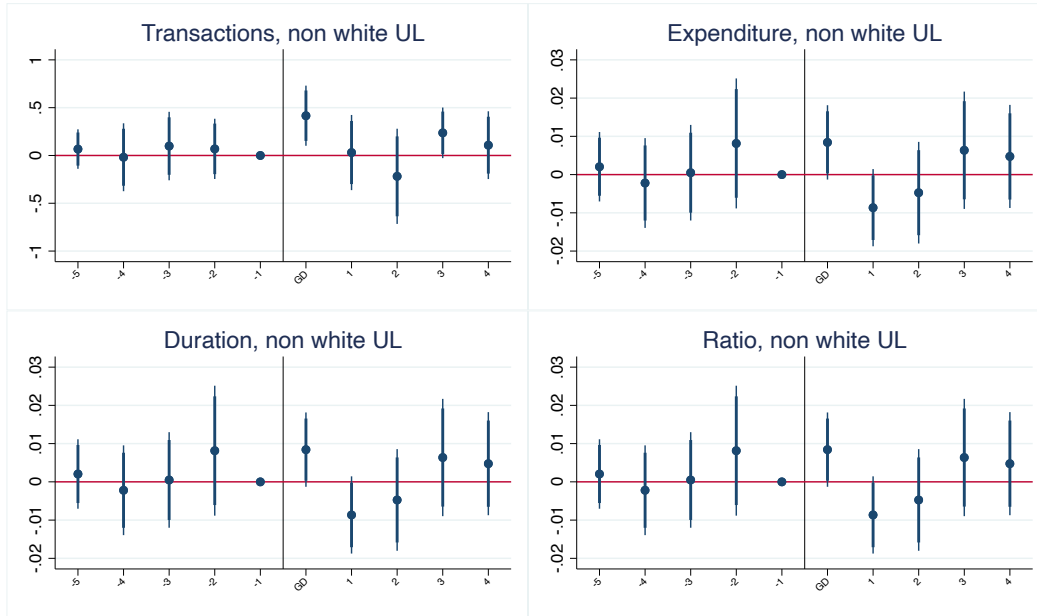 Transactions, non white UL
1
.5
0
-.5
-1
-5 -4 -3 -2 -1 GD 1 2 3 4
Expenditure, non white UL
.03
.02
.01
0
-.01
-.02
-5 -4 -3 -2 -1 GD 1 2 3 4
Duration, non white UL
.03
.02
.01
0
-.01
-.02
-5 -4 -3 -2 -1 GD 1 2 3 4
Ratio, non white UL
.03
.02
.01
0
-.01
-.02
-5 -4 -3 -2 -1 GD 1 2 3 4